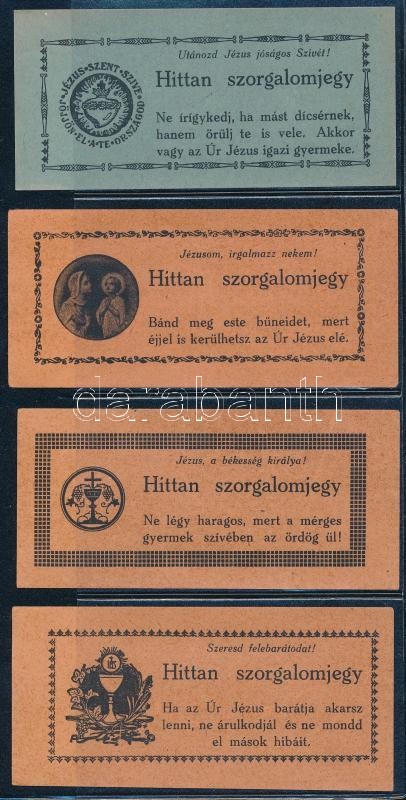 JÉZUS·SZENT·SZIVE·JÖJJÖN·EL·A·TE·ORSZÁGOD
Utánozd Jézus jóságos Szivét!
Hittan szorgalomjegy
Ne írígykedj, ha mást dícsérnek,
hanem örülj te is vele. Akkor
vagy az Úr Jézus igazi gyermeke.
Jézusom, irgalmazz nekem!
Hittan szorgalomjegy
Bánd meg este bűneidet, mert
éjjel is kerülhetsz az Úr Jézus elé.
darabanth
Jézus, a békesség királya!
Hittan szorgalomjegy
Ne légy haragos, mert a mérges
gyermek szivében az ördög ül!
Szeresd felebarátodat!
Hittan szorgalomjegy
Ha az Úr Jézus barátja akarsz
lenni, ne árulkodjál és ne mondd
el mások hibáit.